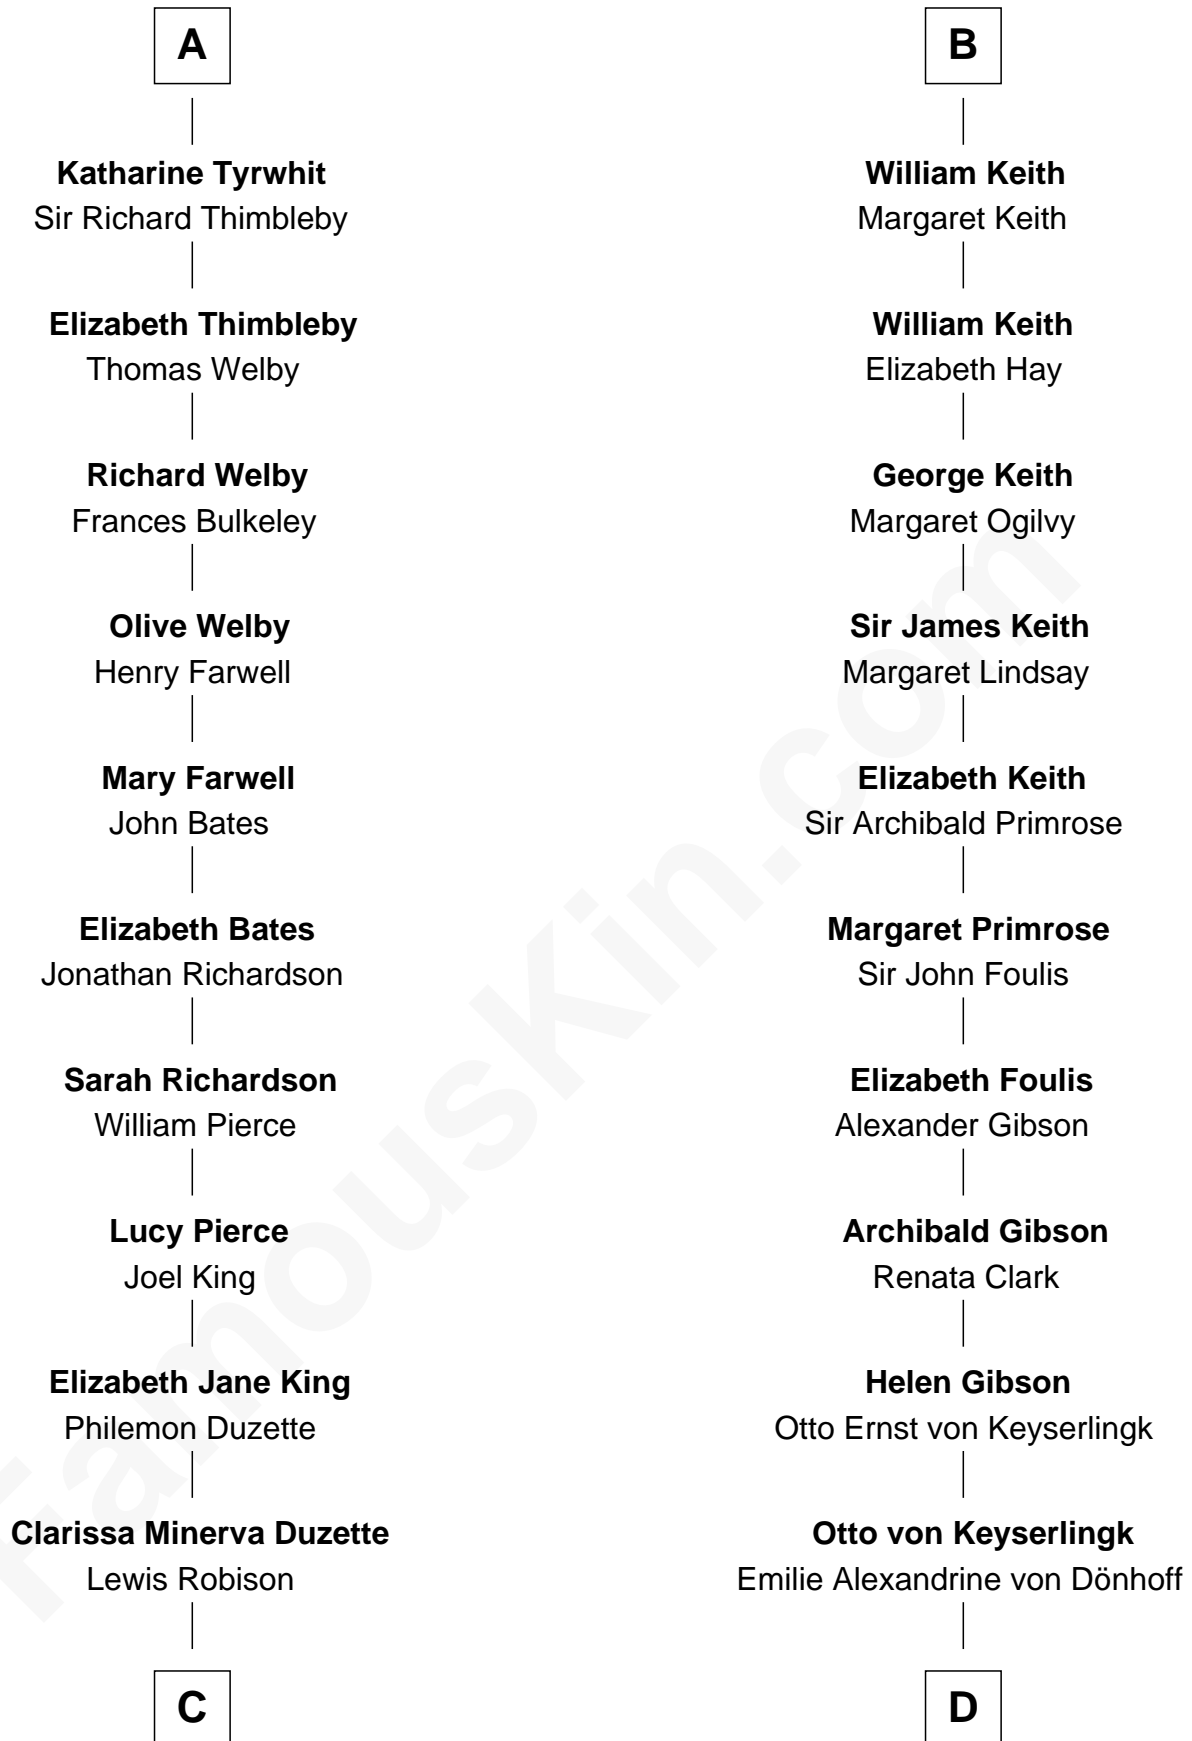 A
Katharine Tyrwhit
Sir Richard Thimbleby
Elizabeth Thimbleby
Thomas Welby
Richard Welby
Frances Bulkeley
Olive Welby
Henry Farwell
Mary Farwell
John Bates
Elizabeth Bates
Jonathan Richardson
Sarah Richardson
William Pierce
Lucy Pierce
Joel King
Elizabeth Jane King
Philemon Duzette
Clarissa Minerva Duzette
Lewis Robison
C
B
William Keith
Margaret Keith
William Keith
Elizabeth Hay
George Keith
Margaret Ogilvy
Sir James Keith
Margaret Lindsay
Elizabeth Keith
Sir Archibald Primrose
Margaret Primrose
Sir John Foulis
Elizabeth Foulis
Alexander Gibson
Archibald Gibson
Renata Clark
Helen Gibson
Otto Ernst von Keyserlingk
Otto von Keyserlingk
Emilie Alexandrine von Dönhoff
D
FamousKin.com